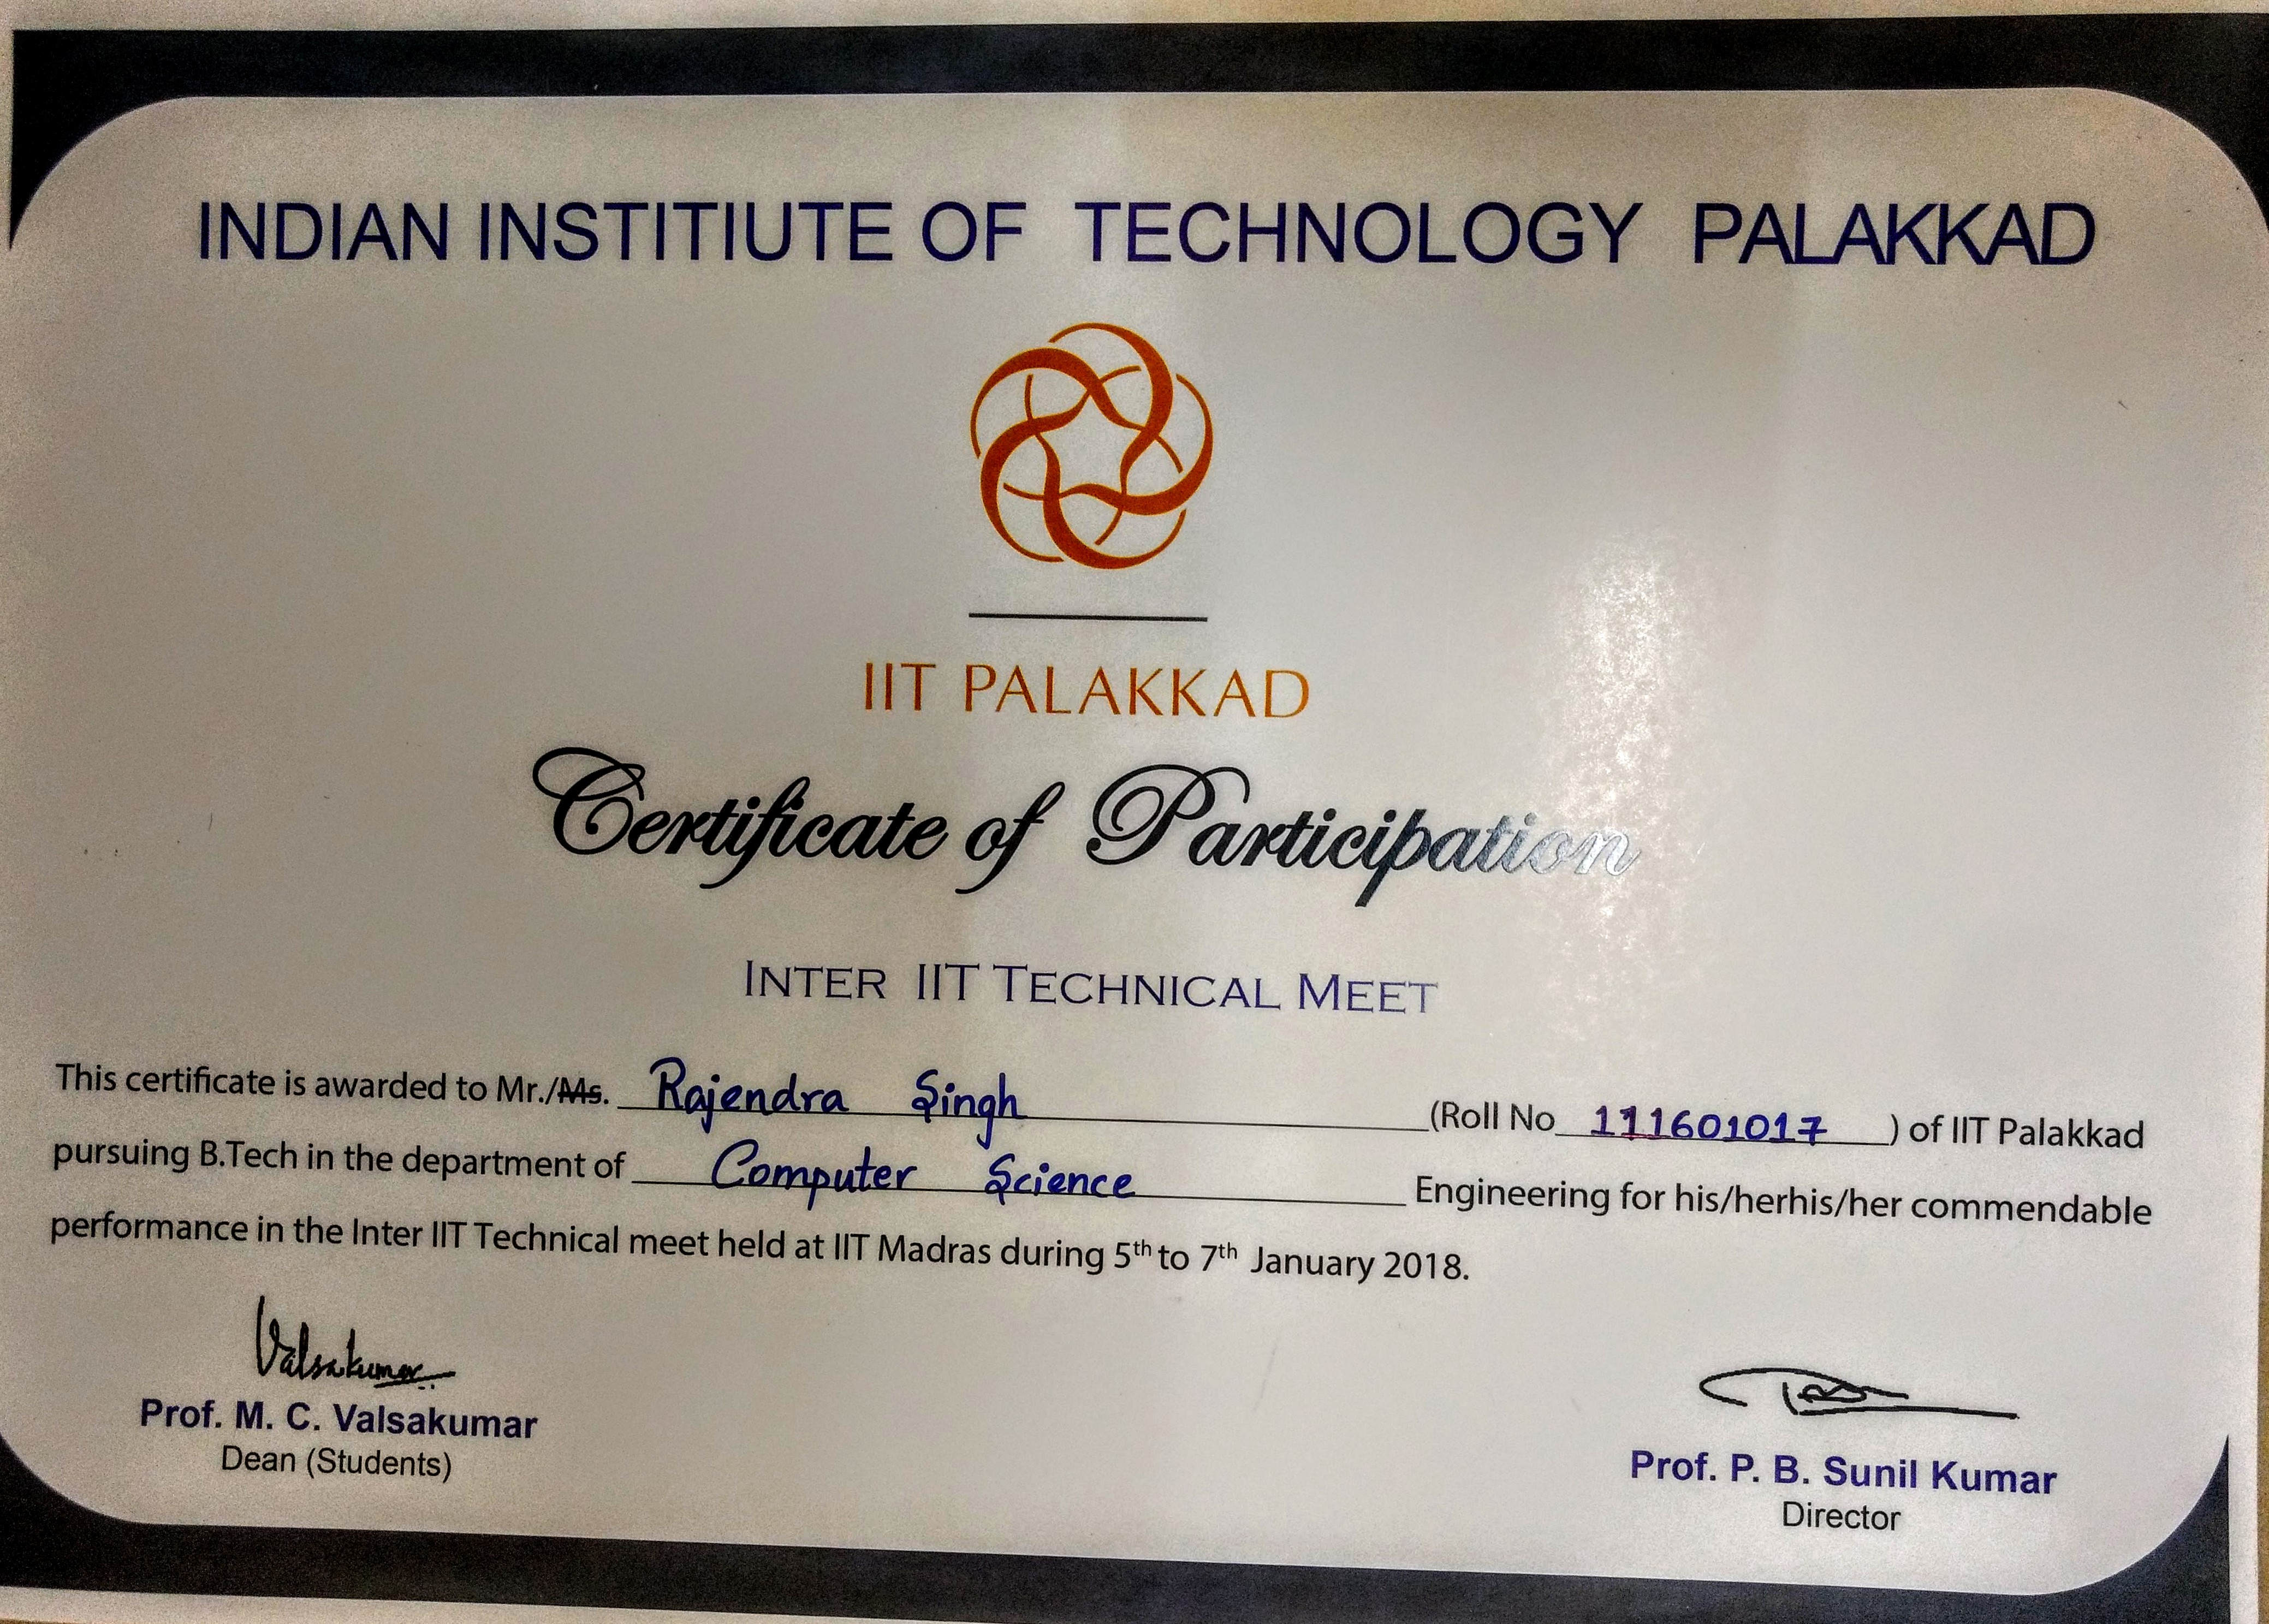 INDIAN INSTITIUTE OF TECHNOLOGY PALAKKAD
IIT PALAKKAD
Certificate of Participation
INTER IIT TECHNICAL MEET
This certificate is awarded to Mr./Ms. Rajendra Singh (Roll No 111601017 ) of IIT Palakkad
pursuing B.Tech in the department of Computer Science Engineering for his/herhis/her commendable
performance in the Inter IIT Technical meet held at IIT Madras during 5th to 7th January 2018.
Valsakumar
Prof. M. C. Valsakumar
Dean (Students)
Prof. P. B. Sunil Kumar
Director